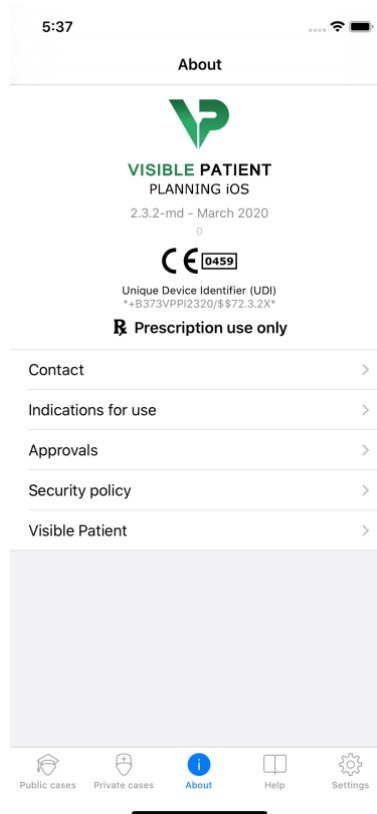 5:37
About
VP
VISIBLE PATIENT
PLANNING iOS
2.3.2-md - March 2020
0
CE 0459
Unique Device Identifier (UDI)
*+B373VPPI2320/$$72.3.2X*
℞ Prescription use only
Contact
Indications for use
Approvals
Security policy
Visible Patient
Public cases Private cases About Help Settings